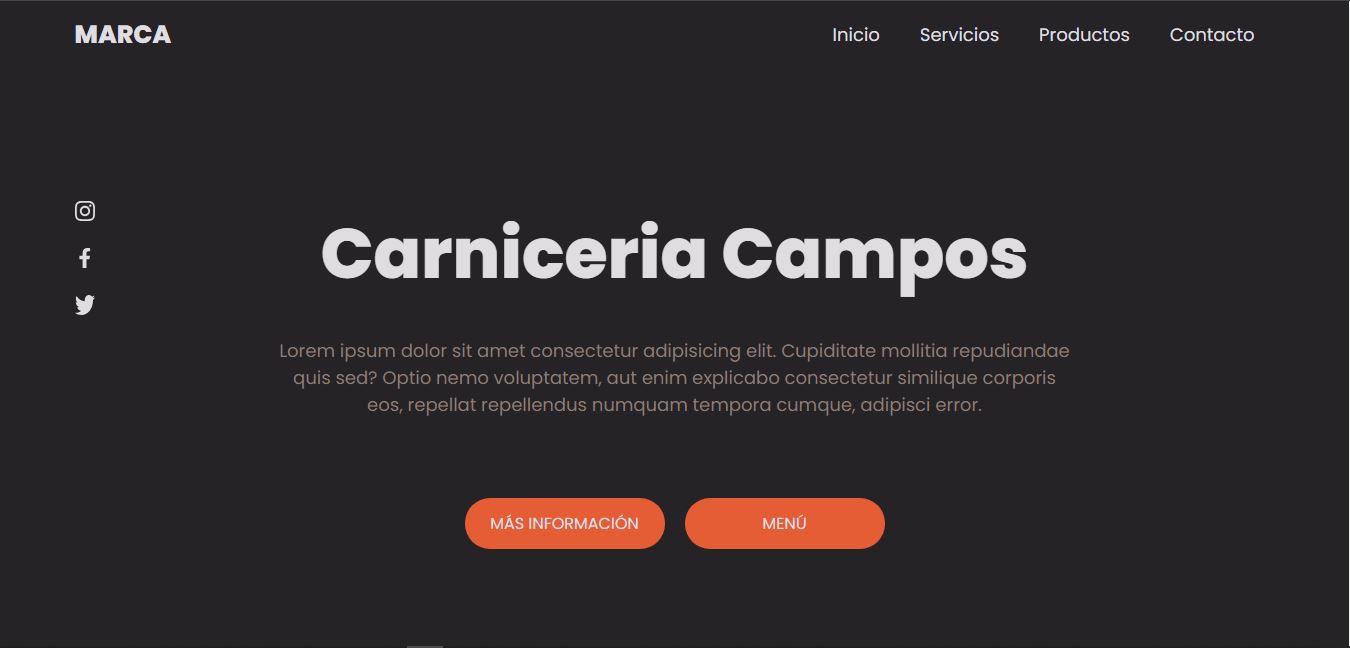 MARCA
Inicio Servicios Productos Contacto
Carniceria Campos
Lorem ipsum dolor sit amet consectetur adipisicing elit. Cupiditate mollitia repudiandae
quis sed? Optio nemo voluptatem, aut enim explicabo consectetur similique corporis
eos, repellat repellendus numquam tempora cumque, adipisci error.
MÁS INFORMACIÓN
MENÚ